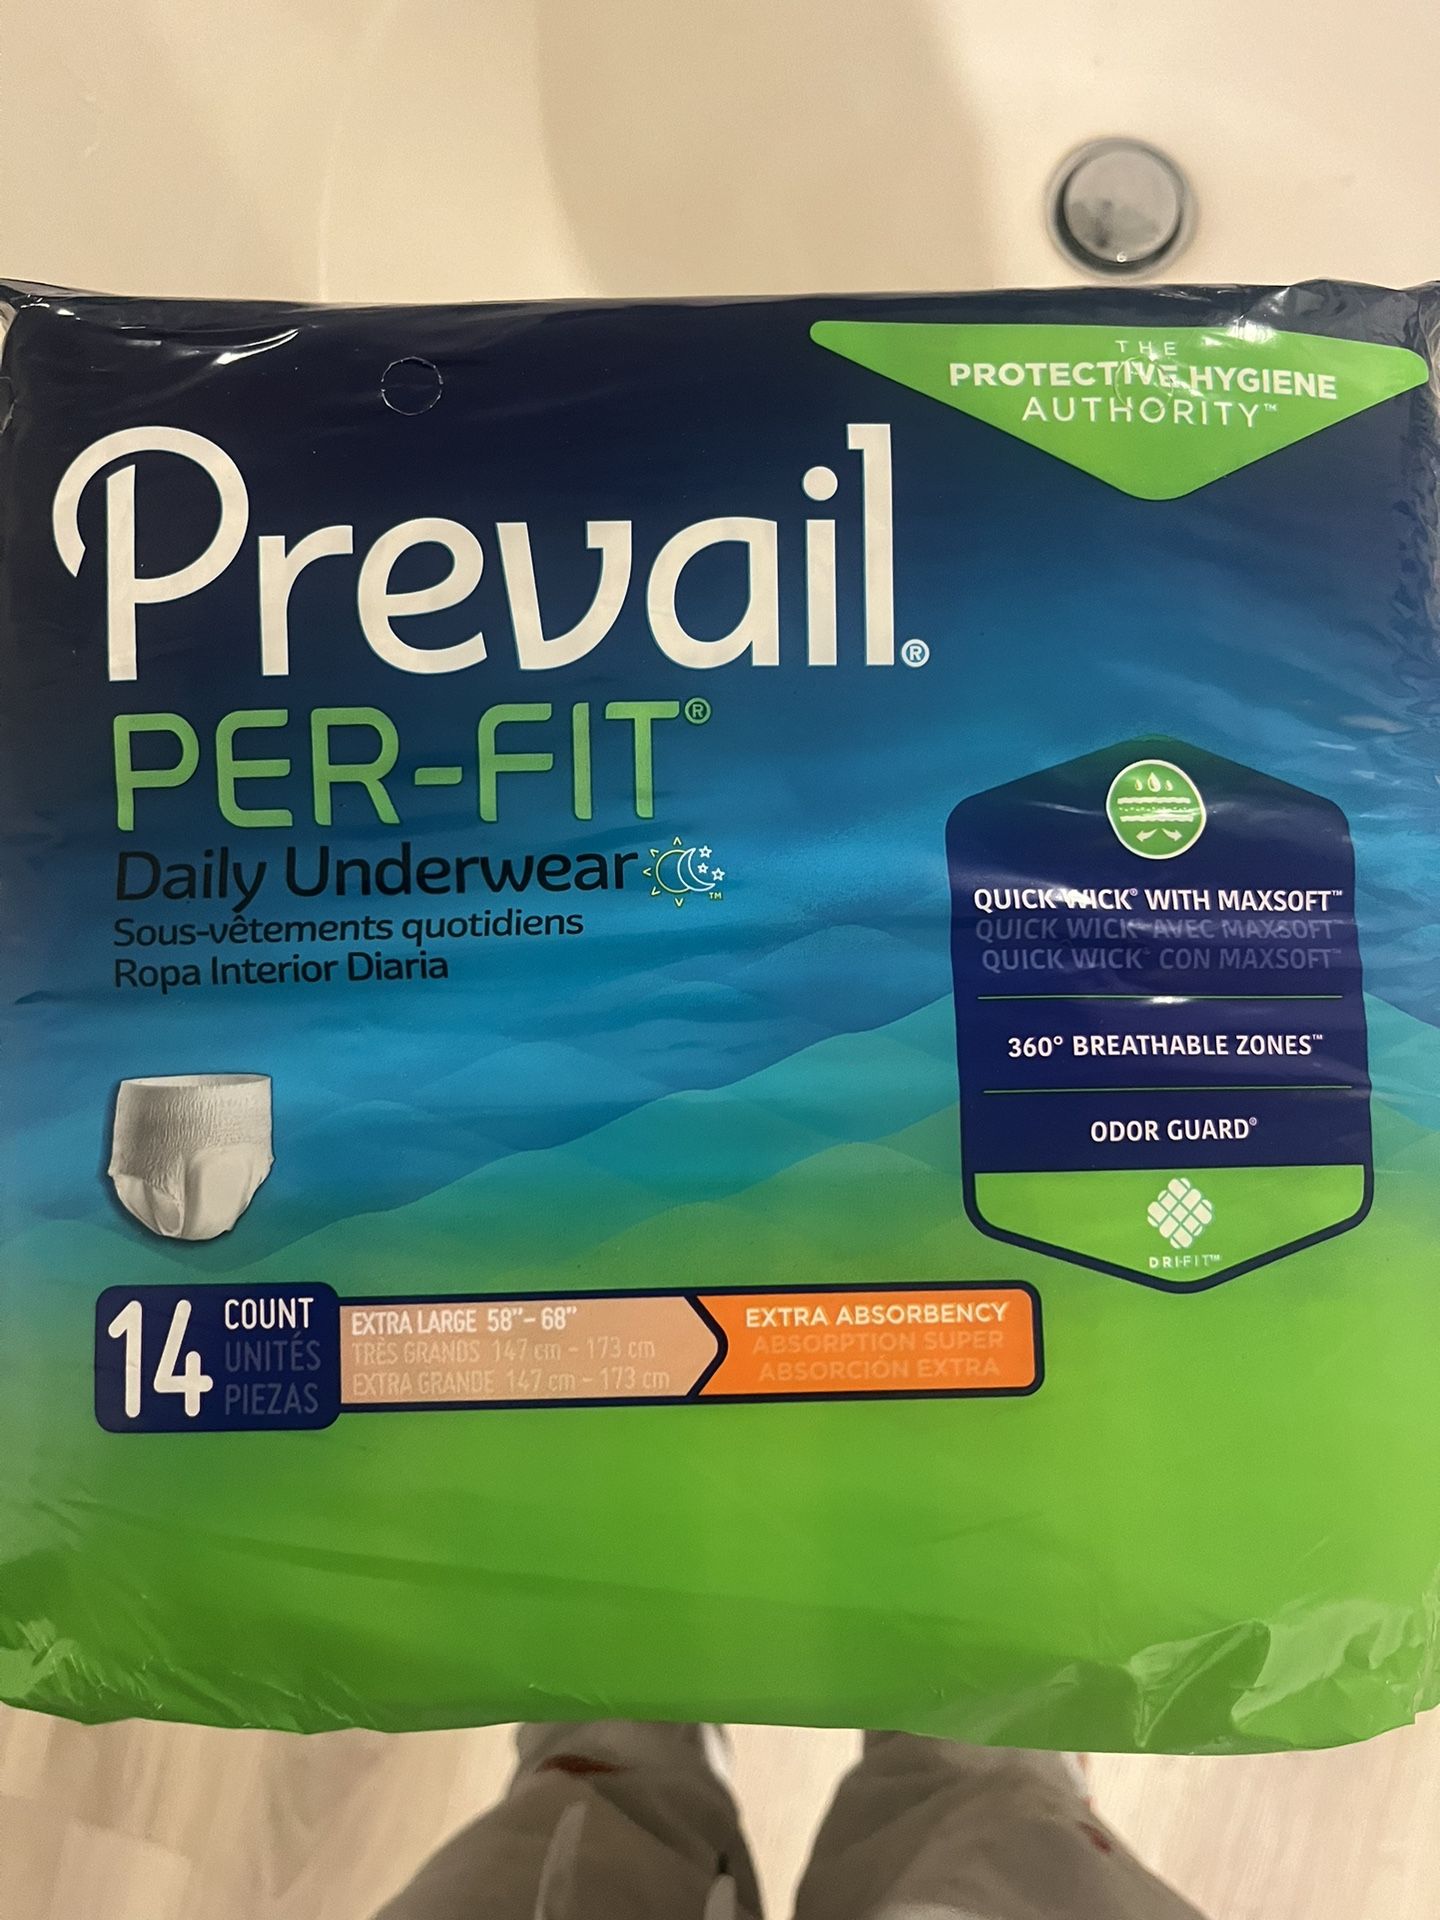 THE
PROTECTIVE HYGIENE
AUTHORITY™
Prevail®
PER-FIT®
Daily Underwear
TM
Sous-vêtements quotidiens
Ropa Interior Diaria
QUICK WICK® WITH MAXSOFT™
QUICK WICK® AVEC MAXSOFT™
QUICK WICK® CON MAXSOFT™
360° BREATHABLE ZONES™
ODOR GUARD®
DRI-FIT™
14 COUNT
UNITÉS
PIEZAS
EXTRA LARGE 58”- 68”
TRÈS GRANDS 147 cm - 173 cm
EXTRA GRANDE 147 cm - 173 cm
EXTRA ABSORBENCY
ABSORPTION SUPER
ABSORCIÓN EXTRA